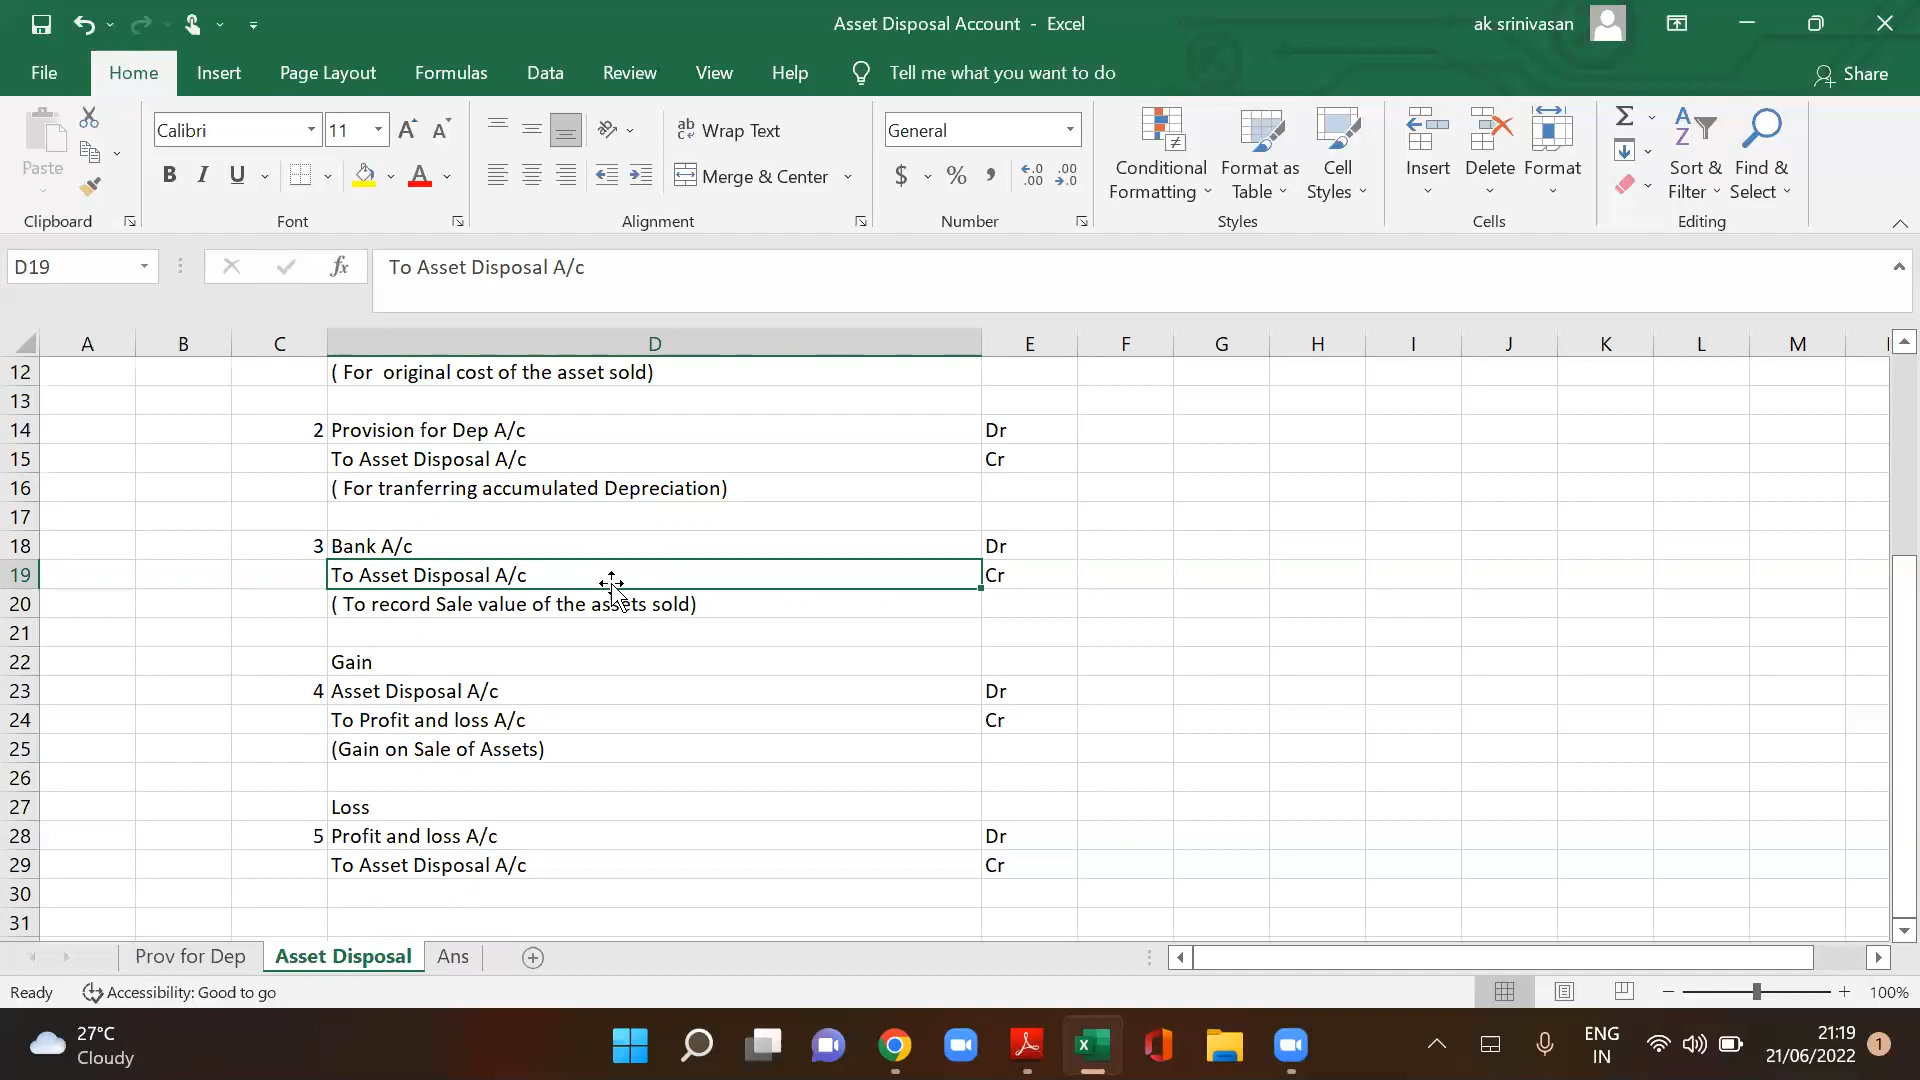 Asset Disposal Account - Excel
ak srinivasan
File Home Insert Page Layout Formulas Data Review View Help Tell me what you want to do Share
Paste
Calibri 11
B I U A
ab Wrap Text
Merge & Center
General
$ % ,
Conditional Formatting
Format as Table
Cell Styles
Insert Delete Format
Sort & Filter
Find & Select
Clipboard Font Alignment Number Styles Cells Editing
D19 fx To Asset Disposal A/c
A B C D E F G H I J K L M
12 ( For original cost of the asset sold)
13
14 2 Provision for Dep A/c Dr
15 To Asset Disposal A/c Cr
16 ( For tranferring accumulated Depreciation)
17
18 3 Bank A/c Dr
19 To Asset Disposal A/c Cr
20 ( To record Sale value of the assets sold)
21
22 Gain
23 4 Asset Disposal A/c Dr
24 To Profit and loss A/c Cr
25 (Gain on Sale of Assets)
26
27 Loss
28 5 Profit and loss A/c Dr
29 To Asset Disposal A/c Cr
30
31
Prov for Dep Asset Disposal Ans
Ready Accessibility: Good to go 100%
27°C
Cloudy
ENG
IN
21:19
21/06/2022
1